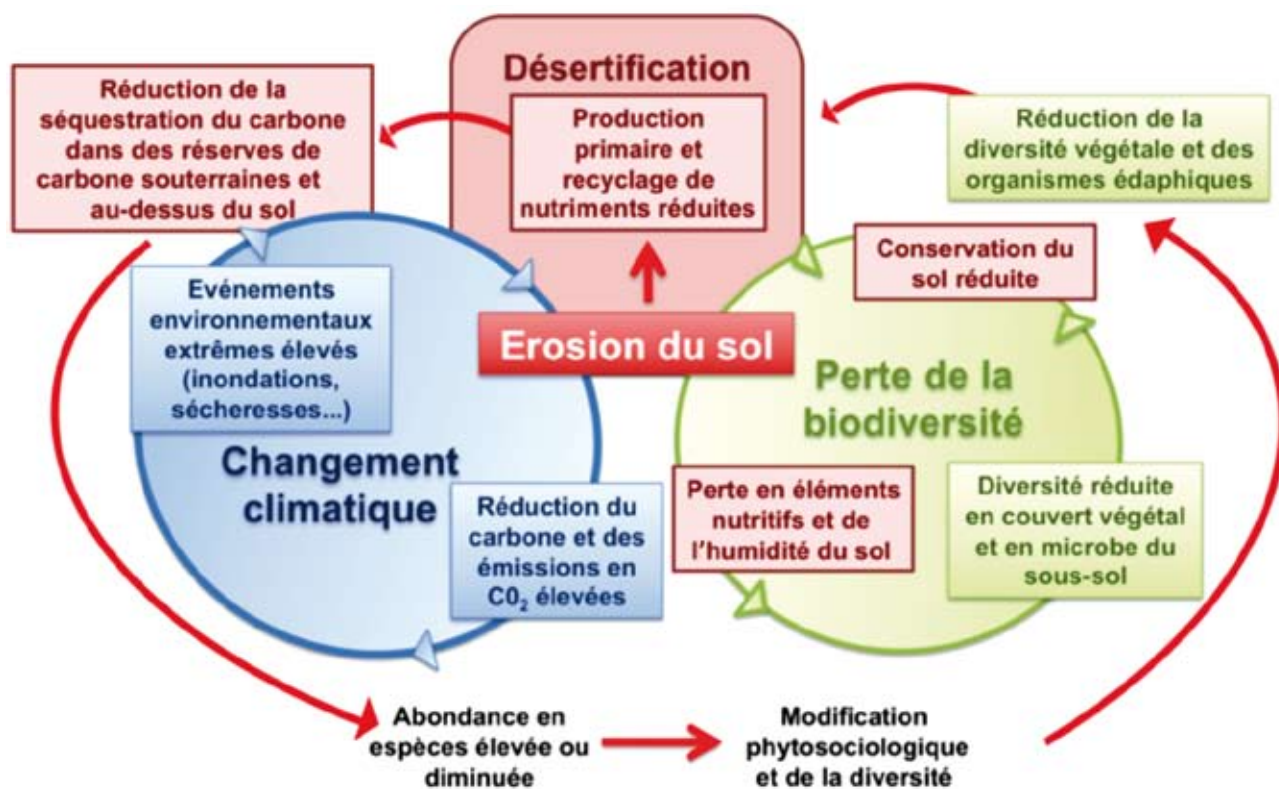 Désertification
Réduction de la
séquestration du carbone
dans des réserves de
carbone souterraines et
au-dessus du sol
Production
primaire et
recyclage de
nutriments réduites
Réduction de la
diversité végétale et des
organismes édaphiques
Conservation du
sol réduite
Evénements
environnementaux
extrêmes élevés
(inondations,
sécheresses...)
Erosion du sol
Perte de la
biodiversité
Changement
climatique
Réduction du
carbone et des
émissions en
C0₂ élevées
Perte en éléments
nutritifs et de
l'humidité du sol
Diversité réduite
en couvert végétal
et en microbe du
sous-sol
Abondance en
espèces élevée ou
diminuée
Modification
phytosociologique
et de la diversité